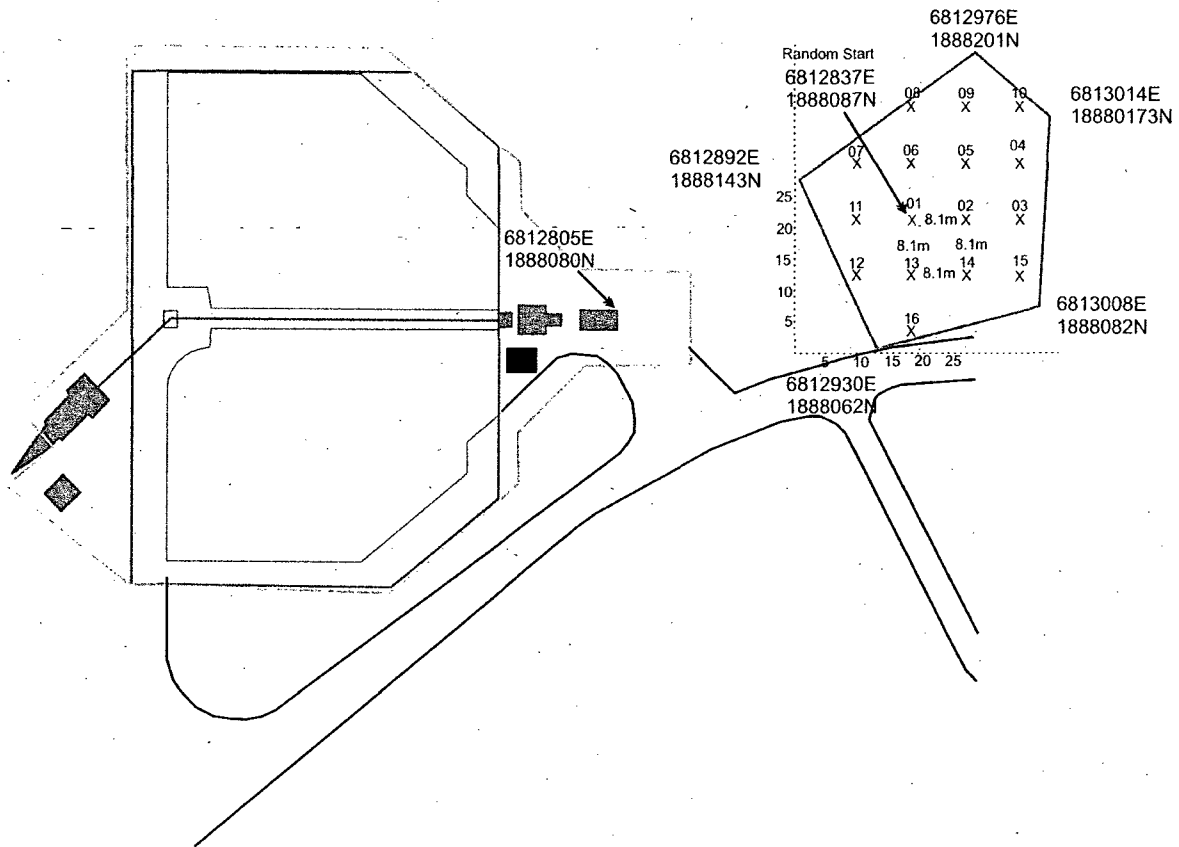 6812976E
1888201N
Random Start
6812837E
1888087N
08 09 10
X X X
6813014E
18880173N
6812892E
1888143N
07 06 05 04
X X X X
25
20
15
10
5
11 01 02 03
X X 8.1m X X
8.1m 8.1m
12 13 14 15
X X 8.1m X X
6812805E
1888080N
16
X
6813008E
1888082N
5 10 15 20 25
6812930E
1888062N